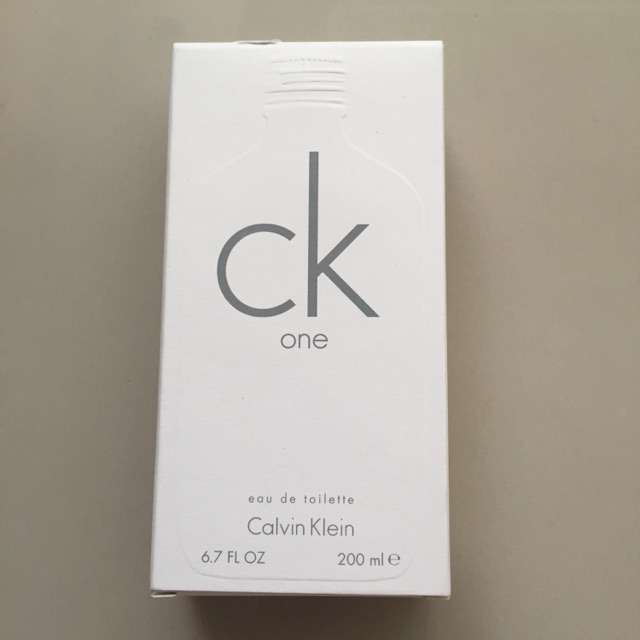 ck
one
eau de toilette
Calvin Klein
6.7 FL OZ 200 ml ℮